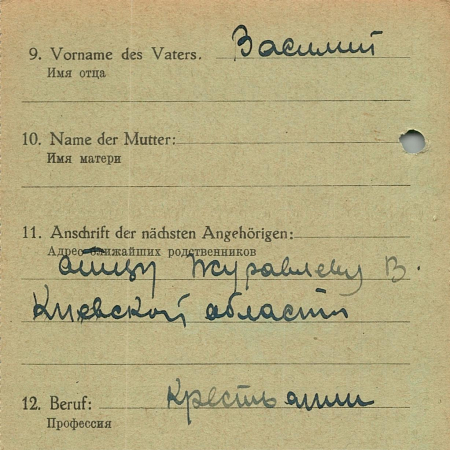 9. Vorname des Vaters. Василий
Имя отца
10. Name der Mutter:
Имя матери
11. Anschrift der nächsten Angehörigen:
Адрес ближайших родственников
отцу Журавлеву В.
Киевской области
12. Beruf: крестьянин
Профессия